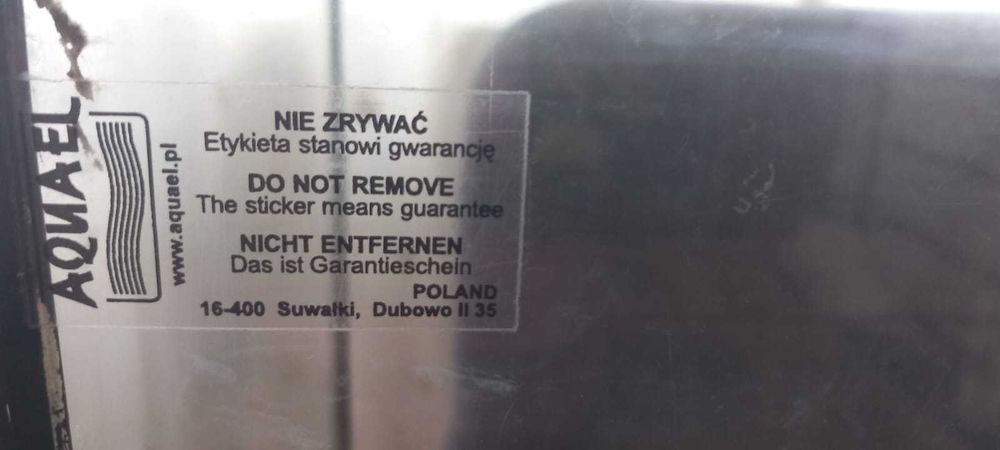 AQUAEL
www.aquael.pl
NIE ZRYWAĆ
Etykieta stanowi gwarancję
DO NOT REMOVE
The sticker means guarantee
NICHT ENTFERNEN
Das ist Garantieschein
POLAND
16-400 Suwałki, Dubowo II 35